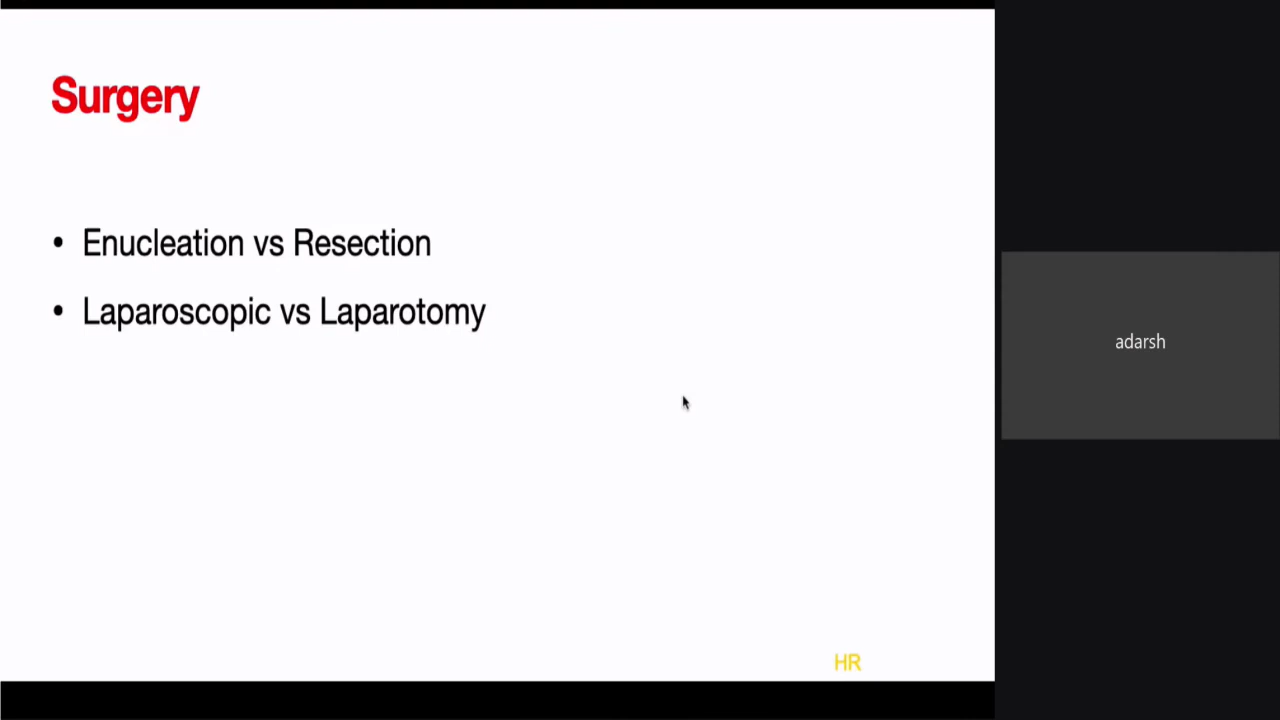 Surgery
• Enucleation vs Resection
• Laparoscopic vs Laparotomy
adarsh
HR